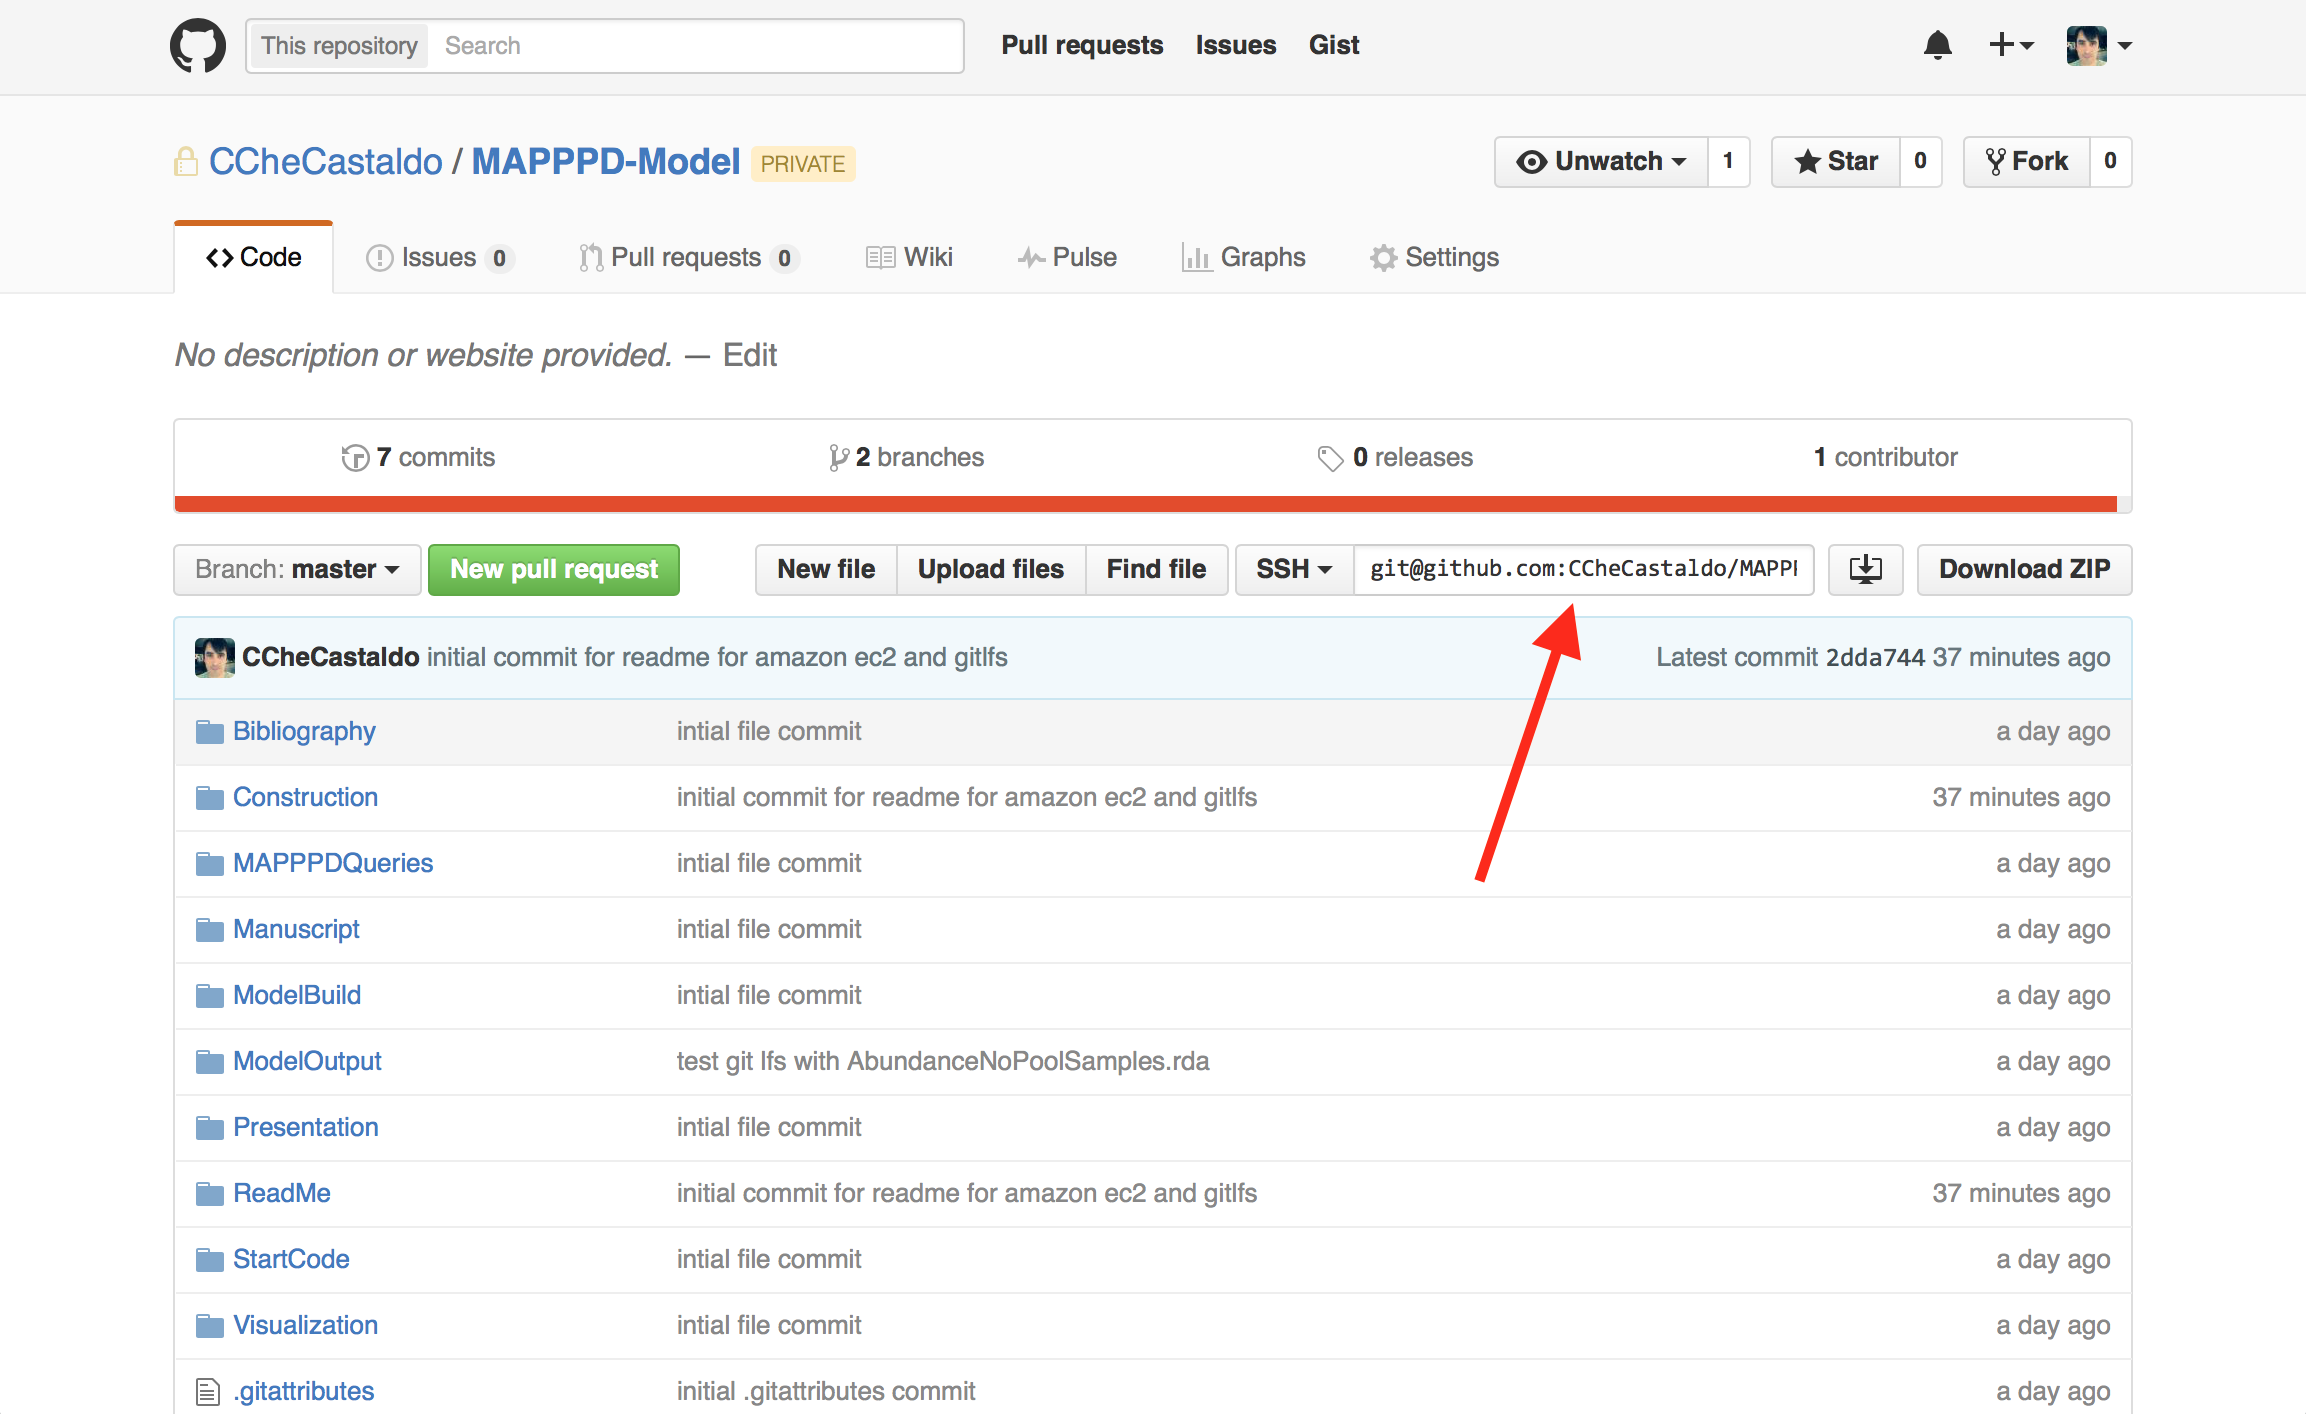 This repository Search Pull requests Issues Gist
CCheCastaldo / MAPPPD-Model PRIVATE Unwatch 1 Star 0 Fork 0
Code Issues 0 Pull requests 0 Wiki Pulse Graphs Settings
No description or website provided. — Edit
7 commits 2 branches 0 releases 1 contributor
Branch: master New pull request New file Upload files Find file SSH git@github.com:CCheCastaldo/MAPPP Download ZIP
CCheCastaldo initial commit for readme for amazon ec2 and gitlfs Latest commit 2dda744 37 minutes ago
Bibliography intial file commit a day ago
Construction initial commit for readme for amazon ec2 and gitlfs 37 minutes ago
MAPPPDQueries intial file commit a day ago
Manuscript intial file commit a day ago
ModelBuild intial file commit a day ago
ModelOutput test git lfs with AbundanceNoPoolSamples.rda a day ago
Presentation intial file commit a day ago
ReadMe initial commit for readme for amazon ec2 and gitlfs 37 minutes ago
StartCode intial file commit a day ago
Visualization intial file commit a day ago
.gitattributes initial .gitattributes commit a day ago